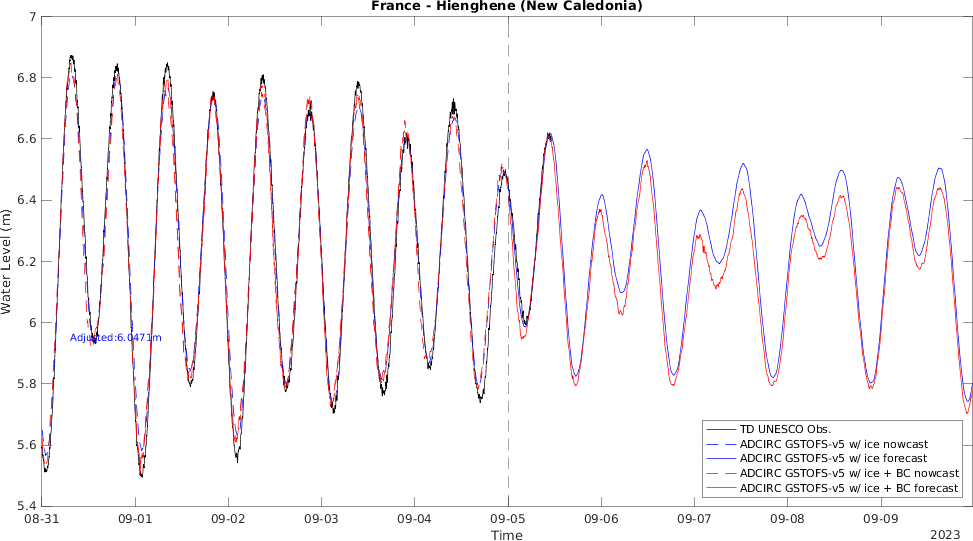 France - Hienghene (New Caledonia)
7
6.8
6.6
6.4
6.2
6
5.8
5.6
5.4
Water Level (m)
Adjusted:6.0471m
TD UNESCO Obs.
ADCIRC GSTOFS-v5 w/ ice nowcast
ADCIRC GSTOFS-v5 w/ ice forecast
ADCIRC GSTOFS-v5 w/ ice + BC nowcast
ADCIRC GSTOFS-v5 w/ ice + BC forecast
08-31 09-01 09-02 09-03 09-04 09-05 09-06 09-07 09-08 09-09
Time
2023